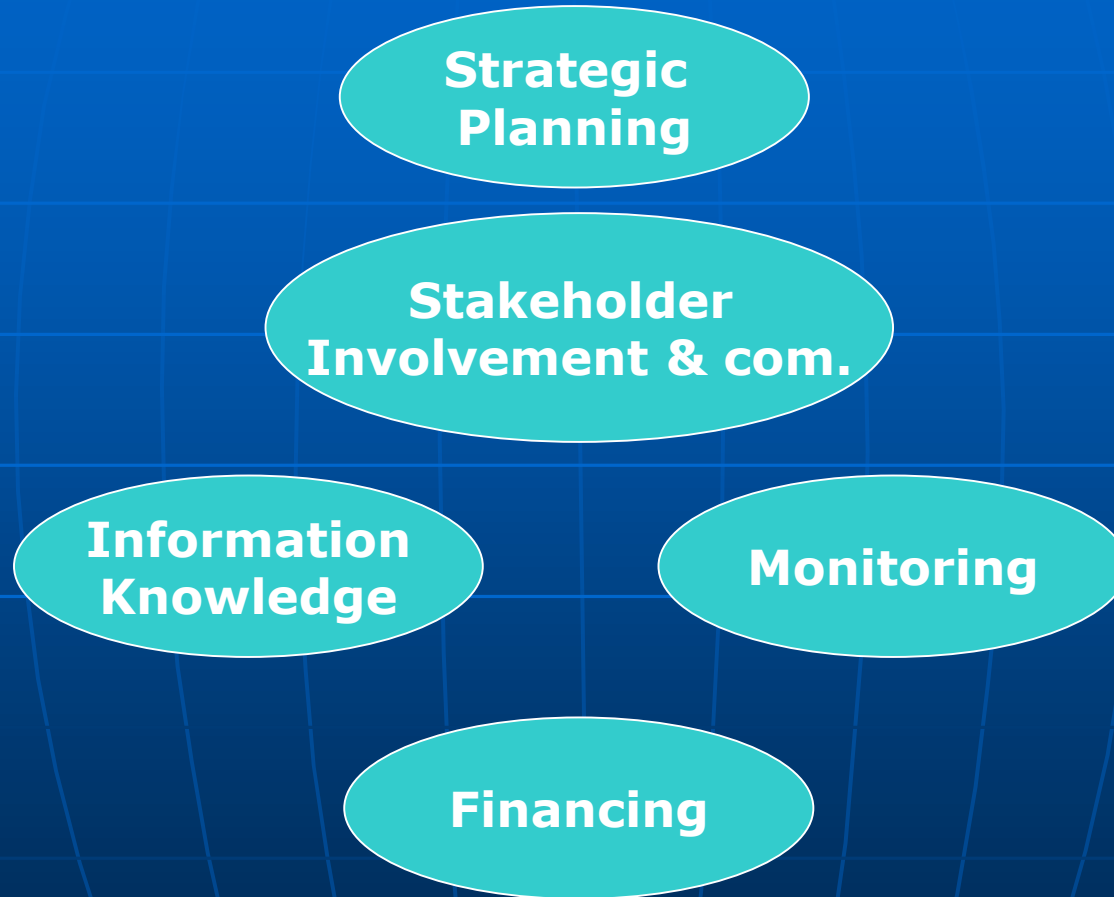 Strategic
Planning
Stakeholder
Involvement & com.
Information
Knowledge
Monitoring
Financing